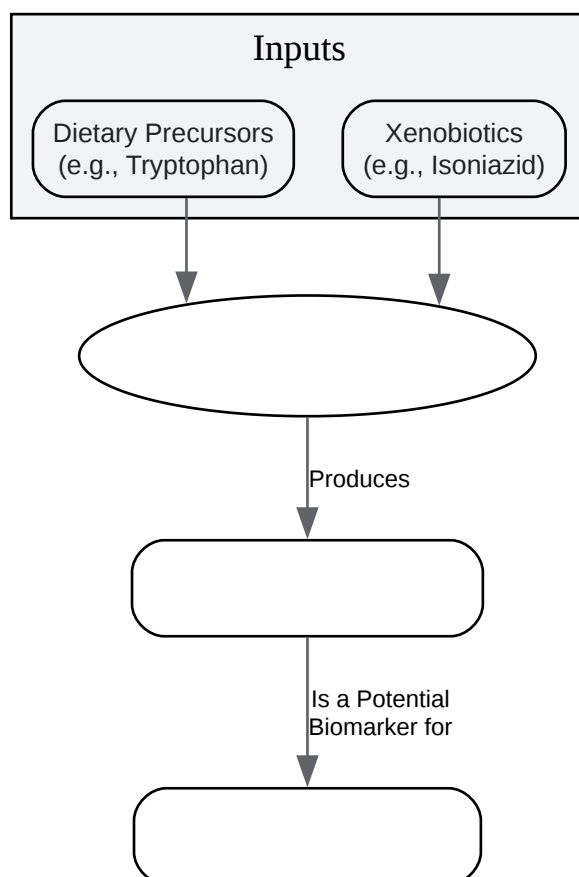 Inputs
Dietary Precursors
(e.g., Tryptophan)
Xenobiotics
(e.g., Isoniazid)
Produces
Is a Potential
Biomarker for